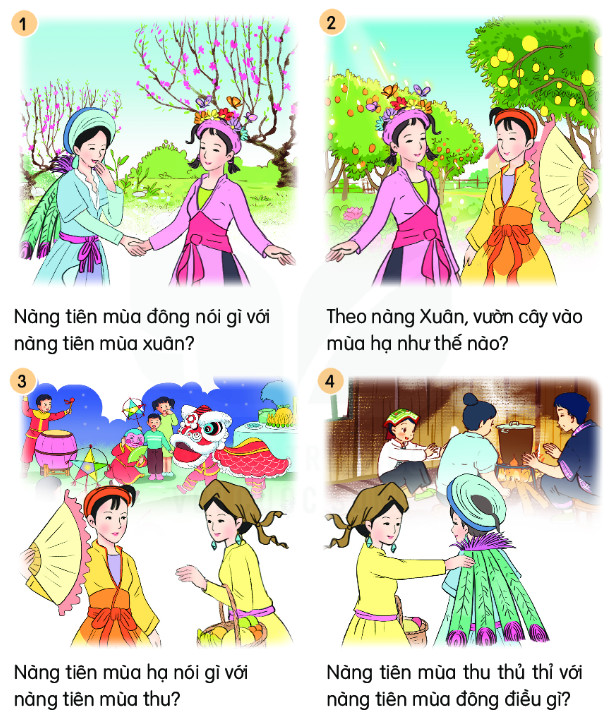 1
2
Nàng tiên mùa đông nói gì với
nàng tiên mùa xuân?
Theo nàng Xuân, vườn cây vào
mùa hạ như thế nào?
3
4
Nàng tiên mùa hạ nói gì với
nàng tiên mùa thu?
Nàng tiên mùa thu thủ thỉ với
nàng tiên mùa đông điều gì?